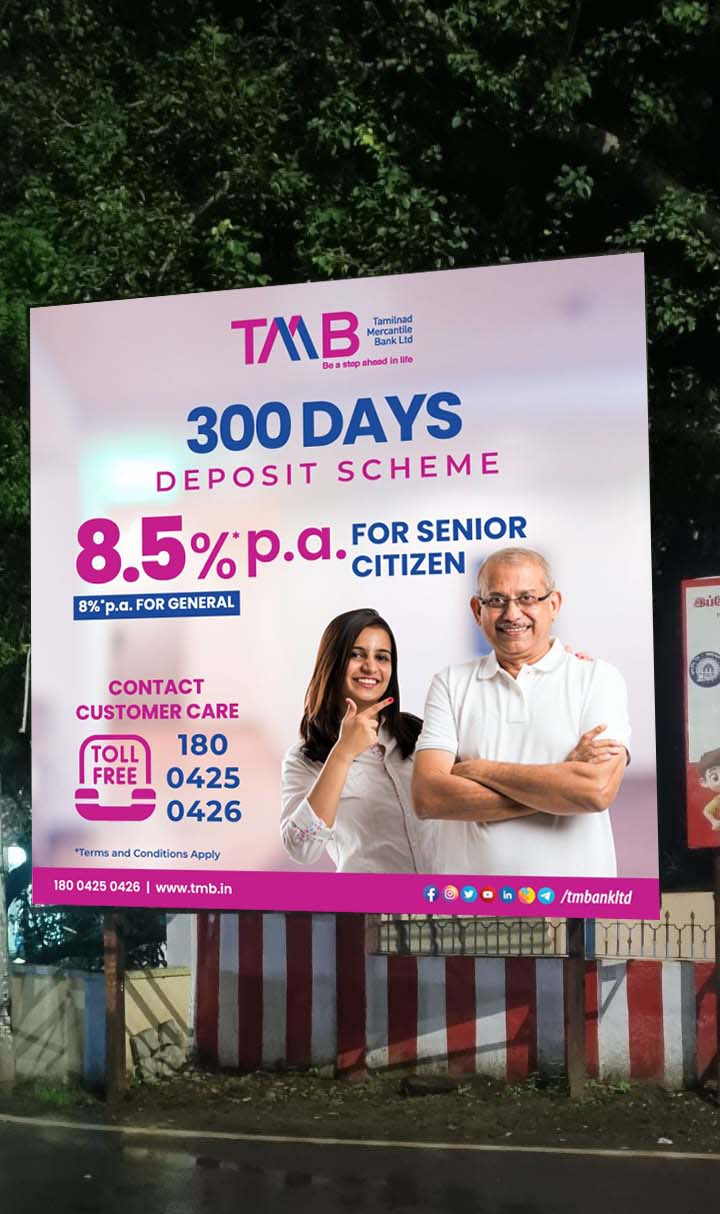 TMB
Tamilnad
Mercantile
Bank Ltd
Be a step ahead in life
300 DAYS
DEPOSIT SCHEME
8.5%* p.a. FOR SENIOR
CITIZEN
8%*p.a. FOR GENERAL
CONTACT
CUSTOMER CARE
TOLL
FREE
180
0425
0426
*Terms and Conditions Apply
180 0425 0426 | www.tmb.in
/tmbankltd